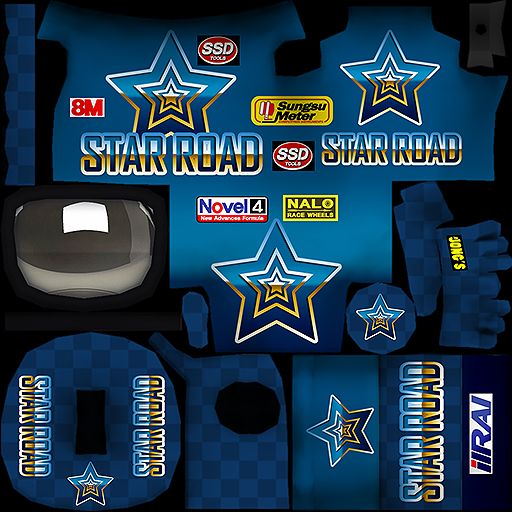 SSD
TOOLS
8M
Sungsu
Meter
STAR ROAD
SSD
TOOLS
STAR ROAD
Novel 4
New Advances Formula
NALO
RACE WHEELS
JONG'S
STAR ROAD
STAR ROAD
STAR ROAD
iRAI